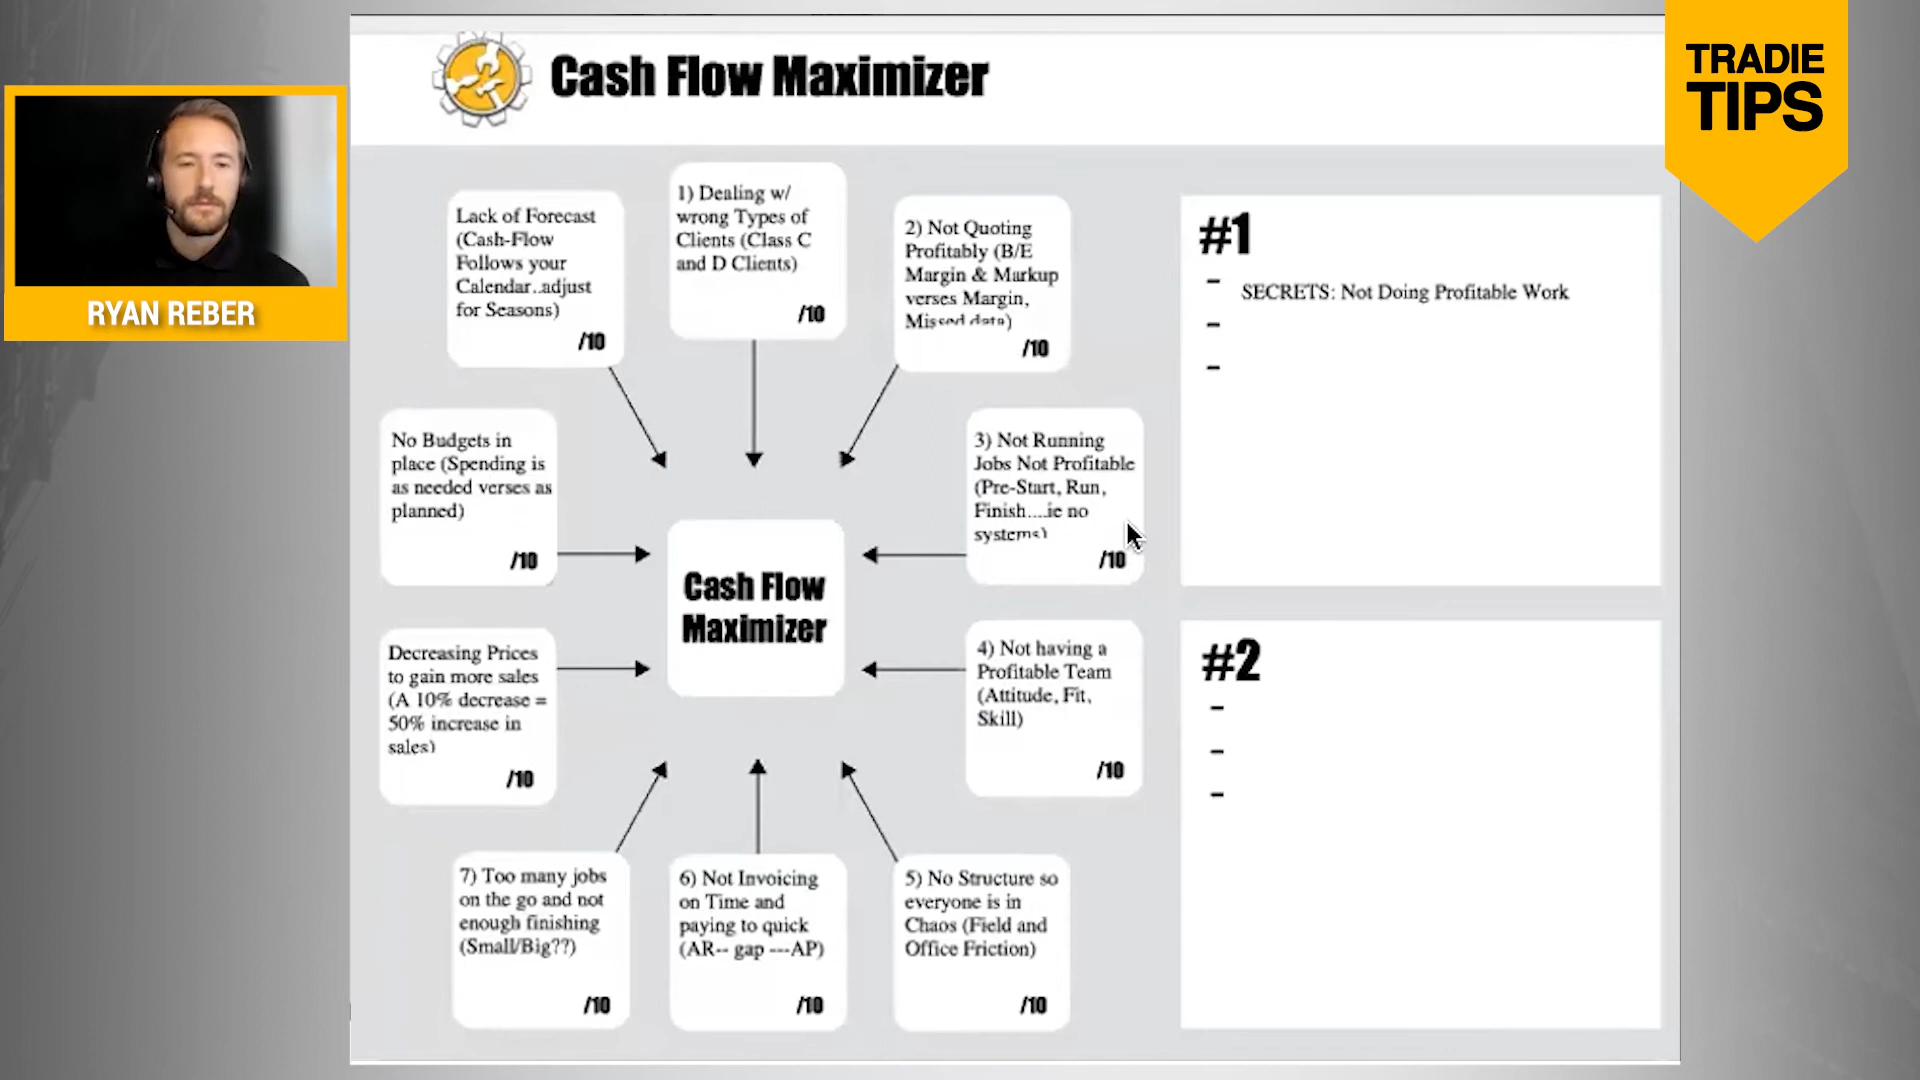 Cash Flow Maximizer
TRADIE
TIPS
RYAN REBER
Lack of Forecast
(Cash-Flow
Follows your
Calendar..adjust
for Seasons)
/10
1) Dealing w/
wrong Types of
Clients (Class C
and D Clients)
/10
2) Not Quoting
Profitably (B/E
Margin & Markup
verses Margin,
Missed data)
/10
#1
- SECRETS: Not Doing Profitable Work
-
-
No Budgets in
place (Spending is
as needed verses as
planned)
/10
3) Not Running
Jobs Not Profitable
(Pre-Start, Run,
Finish....ie no
systems)
/10
Cash Flow
Maximizer
Decreasing Prices
to gain more sales
(A 10% decrease =
50% increase in
sales)
/10
4) Not having a
Profitable Team
(Attitude, Fit,
Skill)
/10
#2
-
-
-
7) Too many jobs
on the go and not
enough finishing
(Small/Big??)
/10
6) Not Invoicing
on Time and
paying to quick
(AR-- gap ---AP)
/10
5) No Structure so
everyone is in
Chaos (Field and
Office Friction)
/10